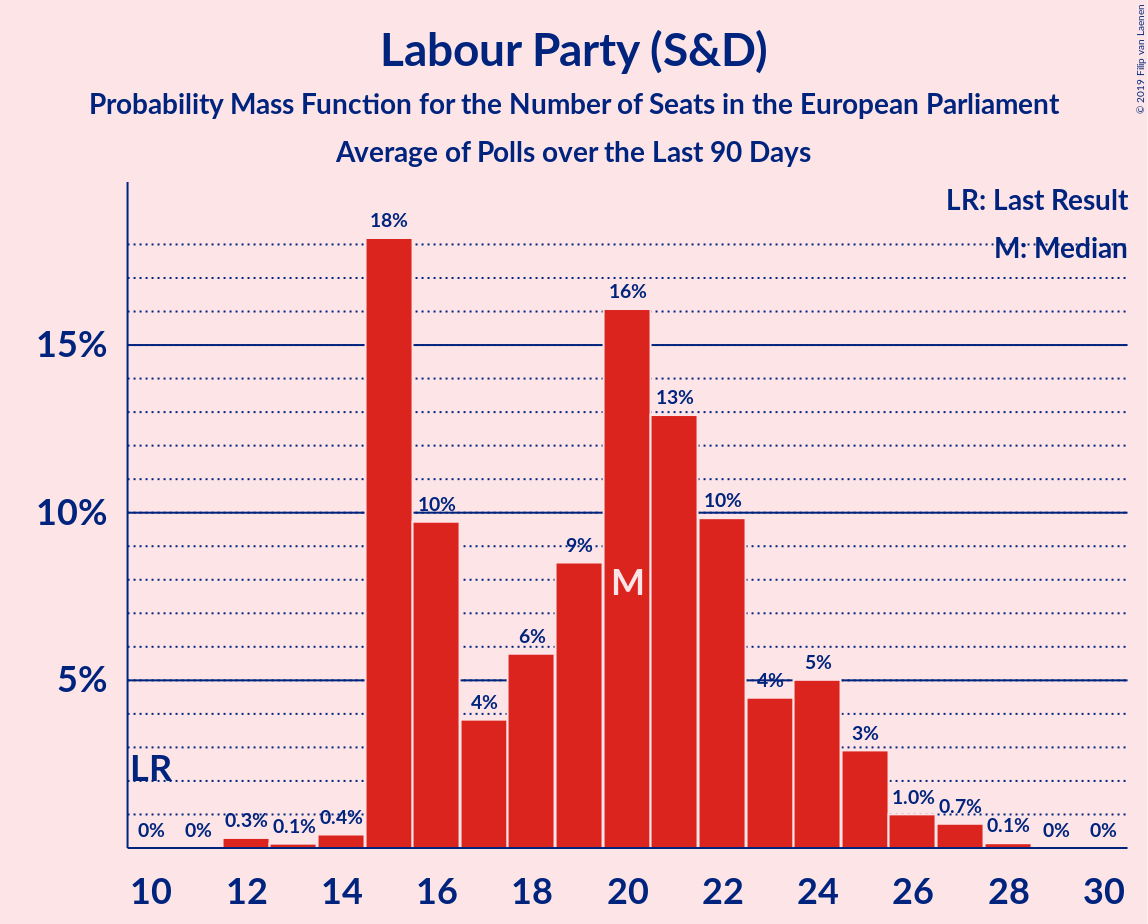 Labour Party (S&D)
Probability Mass Function for the Number of Seats in the European Parliament
Average of Polls over the Last 90 Days
© 2019 Filip van Laenen
LR: Last Result
M: Median
15%
10%
5%
0%
0%
0.3%
0.1%
0.4%
18%
10%
4%
6%
9%
16%
13%
10%
4%
5%
3%
1.0%
0.7%
0.1%
0%
0%
LR
M
10 12 14 16 18 20 22 24 26 28 30